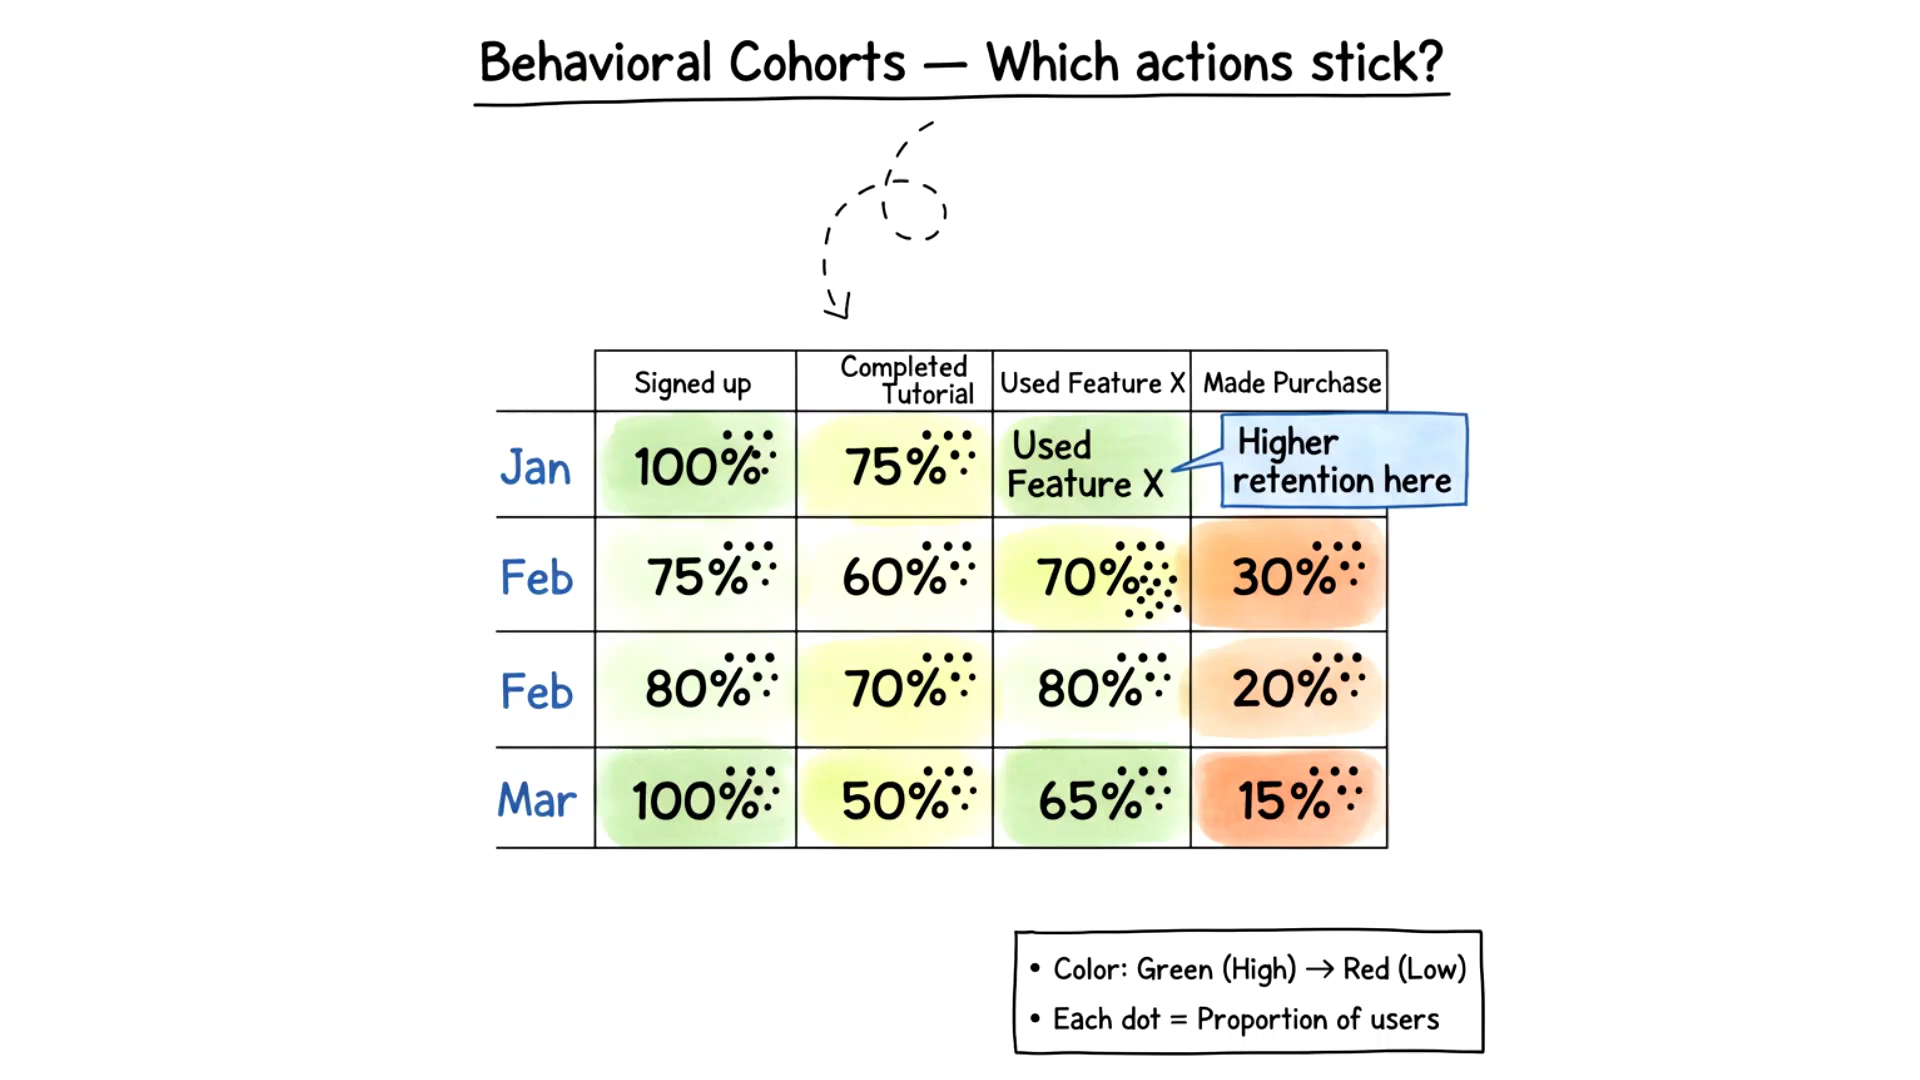 Behavioral Cohorts — Which actions stick?
Signed up
Completed
Tutorial
Used Feature X
Made Purchase
Jan
100%
75%
Used
Feature X
Higher
retention here
Feb
75%
60%
70%
30%
Feb
80%
70%
80%
20%
Mar
100%
50%
65%
15%
• Color: Green (High) → Red (Low)
• Each dot = Proportion of users